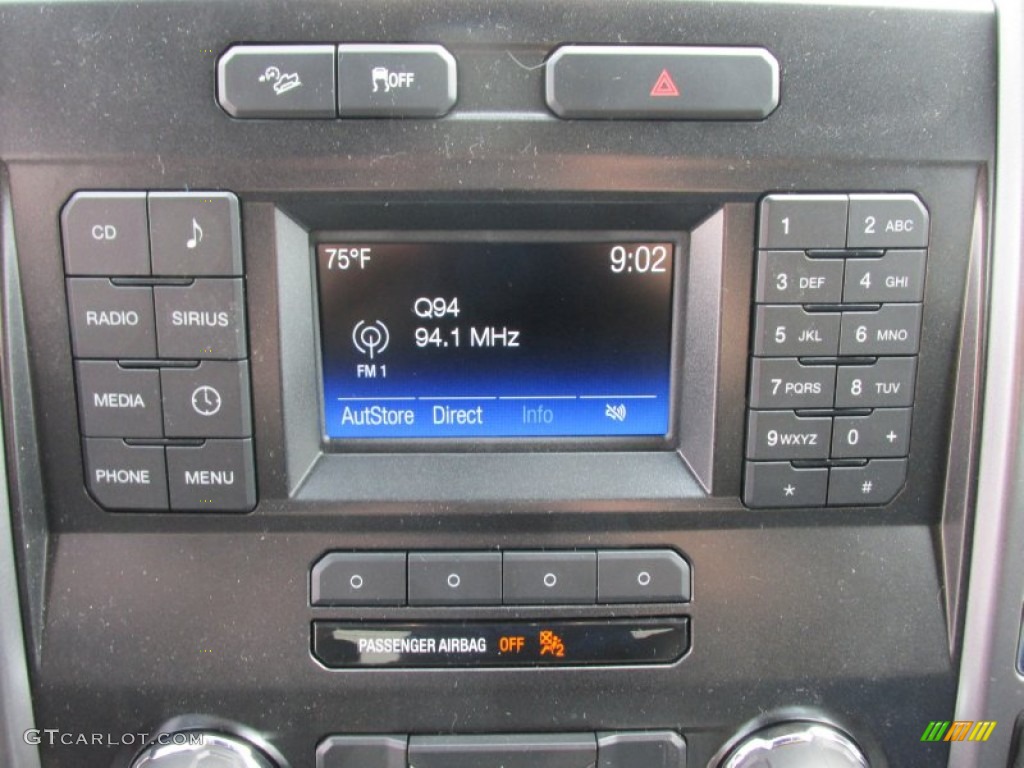 OFF
CD
RADIO SIRIUS
MEDIA
PHONE MENU
75°F 9:02
Q94
94.1 MHz
FM 1
AutStore Direct Info
1 2 ABC
3 DEF 4 GHI
5 JKL 6 MNO
7 PQRS 8 TUV
9 WXYZ 0 +
* #
PASSENGER AIRBAG OFF 2
GTCARLOT.COM